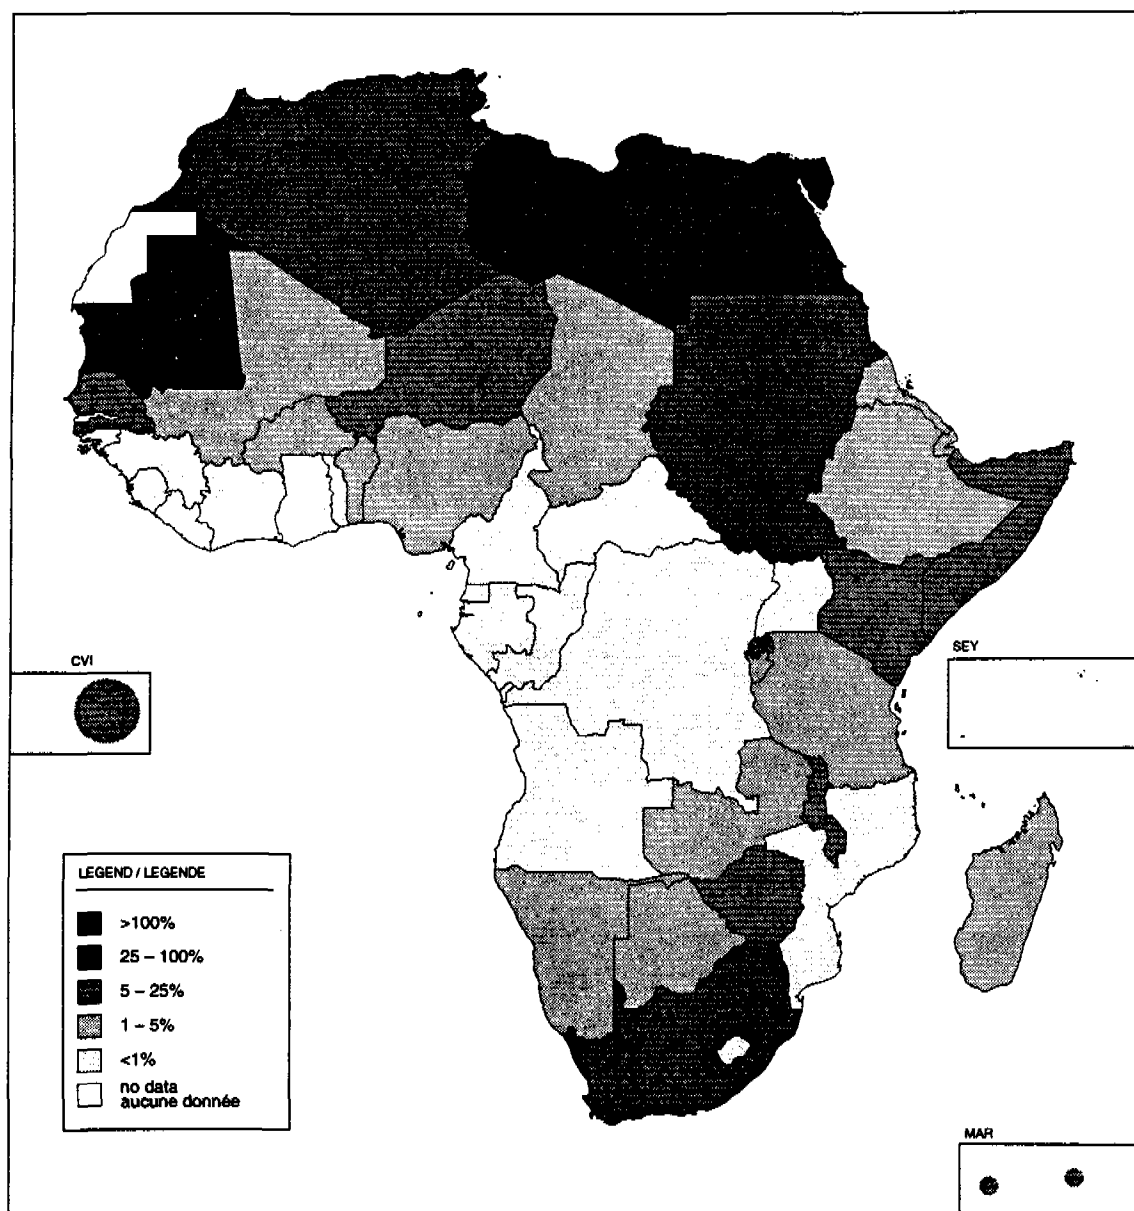 CVI
SEY
LEGEND / LEGENDE
>100%
25 – 100%
5 – 25%
1 – 5%
<1%
no data
aucune donnée
MAR